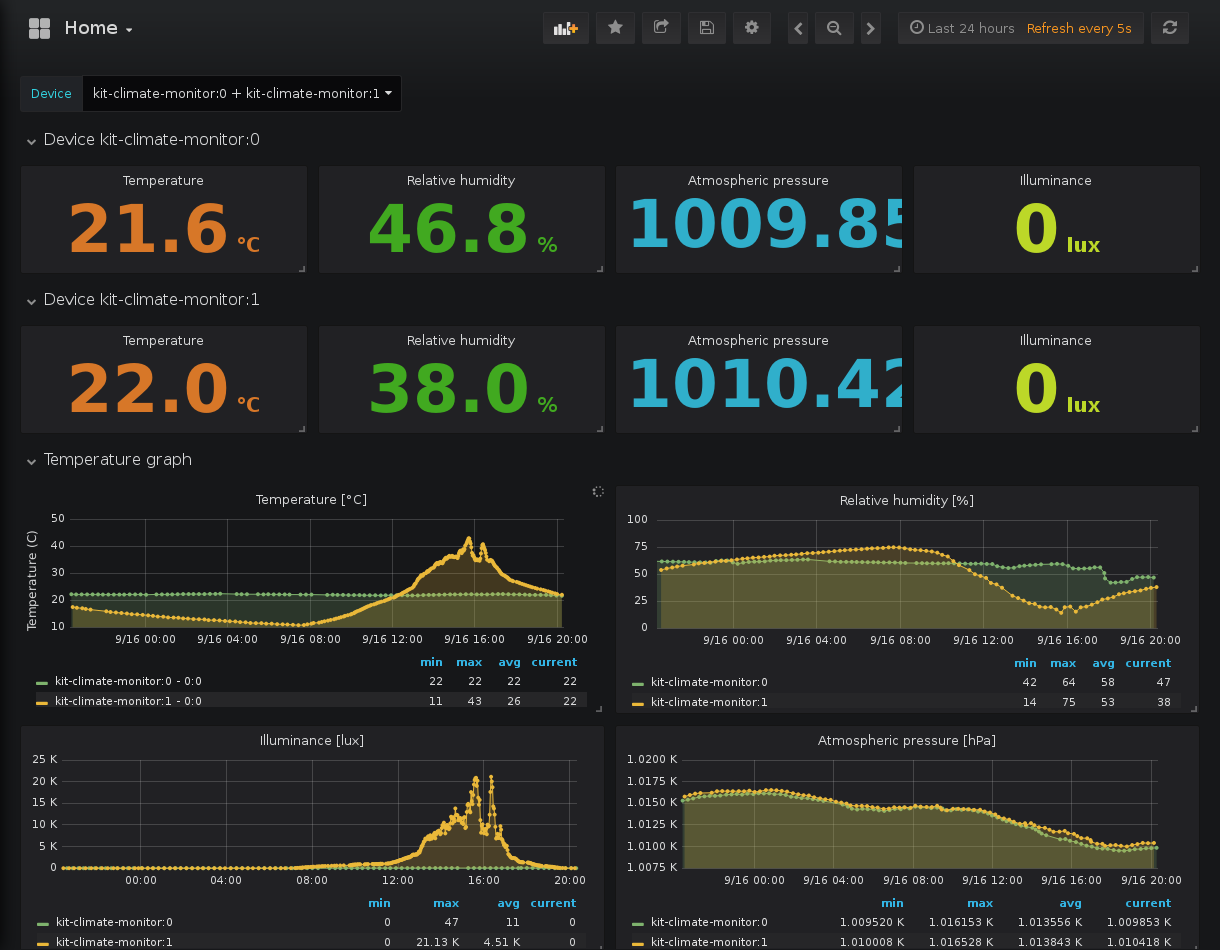 Home
Last 24 hours Refresh every 5s
Device kit-climate-monitor:0 + kit-climate-monitor:1
Device kit-climate-monitor:0
Temperature Relative humidity Atmospheric pressure Illuminance
21.6 °C 46.8 % 1009.85 0 lux
Device kit-climate-monitor:1
Temperature Relative humidity Atmospheric pressure Illuminance
22.0 °C 38.0 % 1010.42 0 lux
Temperature graph
Temperature [°C]
Temperature (C)
50
40
30
20
10
9/16 00:00 9/16 04:00 9/16 08:00 9/16 12:00 9/16 16:00 9/16 20:00
min max avg current
kit-climate-monitor:0 - 0:0 22 22 22 22
kit-climate-monitor:1 - 0:0 11 43 26 22
Relative humidity [%]
100
75
50
25
0
9/16 00:00 9/16 04:00 9/16 08:00 9/16 12:00 9/16 16:00 9/16 20:00
min max avg current
kit-climate-monitor:0 42 64 58 47
kit-climate-monitor:1 14 75 53 38
Illuminance [lux]
25 K
20 K
15 K
10 K
5 K
0
00:00 04:00 08:00 12:00 16:00 20:00
min max avg current
kit-climate-monitor:0 0 47 11 0
kit-climate-monitor:1 0 21.13 K 4.51 K 0
Atmospheric pressure [hPa]
1.0200 K
1.0175 K
1.0150 K
1.0125 K
1.0100 K
1.0075 K
9/16 00:00 9/16 04:00 9/16 08:00 9/16 12:00 9/16 16:00 9/16 20:00
min max avg current
kit-climate-monitor:0 1.009520 K 1.016153 K 1.013556 K 1.009853 K
kit-climate-monitor:1 1.010008 K 1.016528 K 1.013843 K 1.010418 K